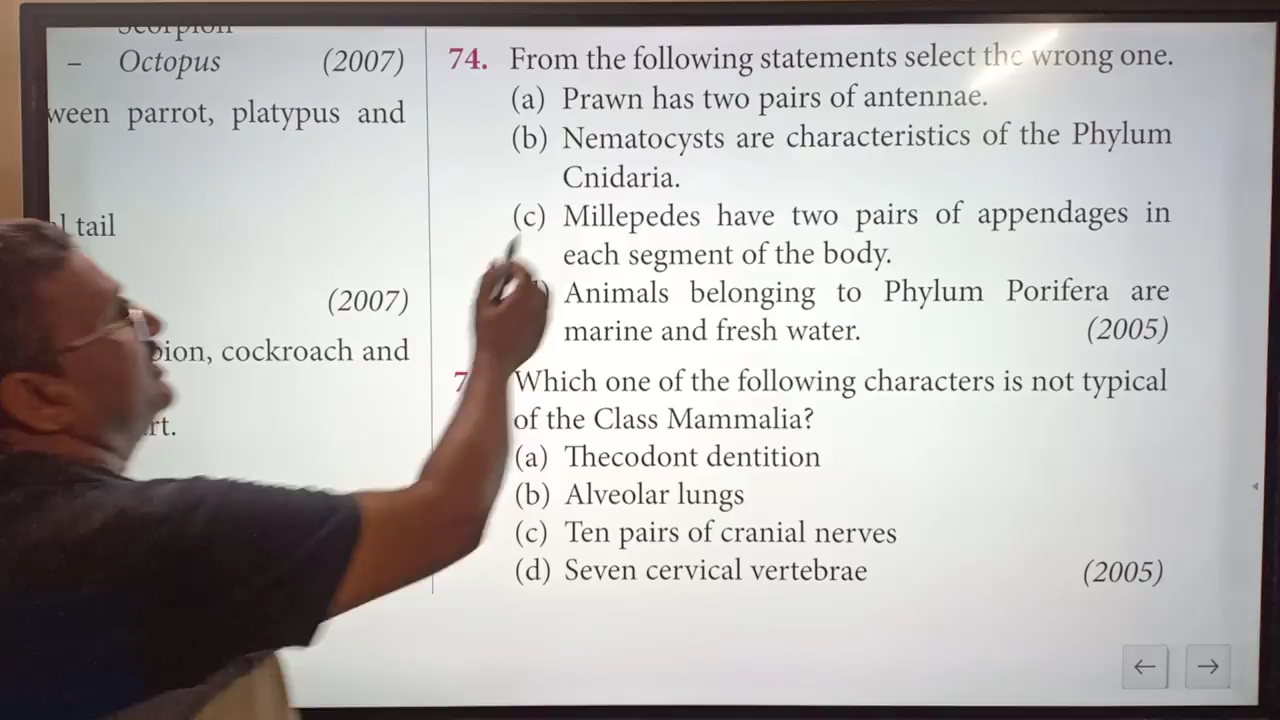 Scorpion
– Octopus (2007)
ween parrot, platypus and
l tail
(2007)
pion, cockroach and
rt.
74. From the following statements select the wrong one.
(a) Prawn has two pairs of antennae.
(b) Nematocysts are characteristics of the Phylum
Cnidaria.
(c) Millepedes have two pairs of appendages in
each segment of the body.
) Animals belonging to Phylum Porifera are
marine and fresh water. (2005)
7 Which one of the following characters is not typical
of the Class Mammalia?
(a) Thecodont dentition
(b) Alveolar lungs
(c) Ten pairs of cranial nerves
(d) Seven cervical vertebrae (2005)